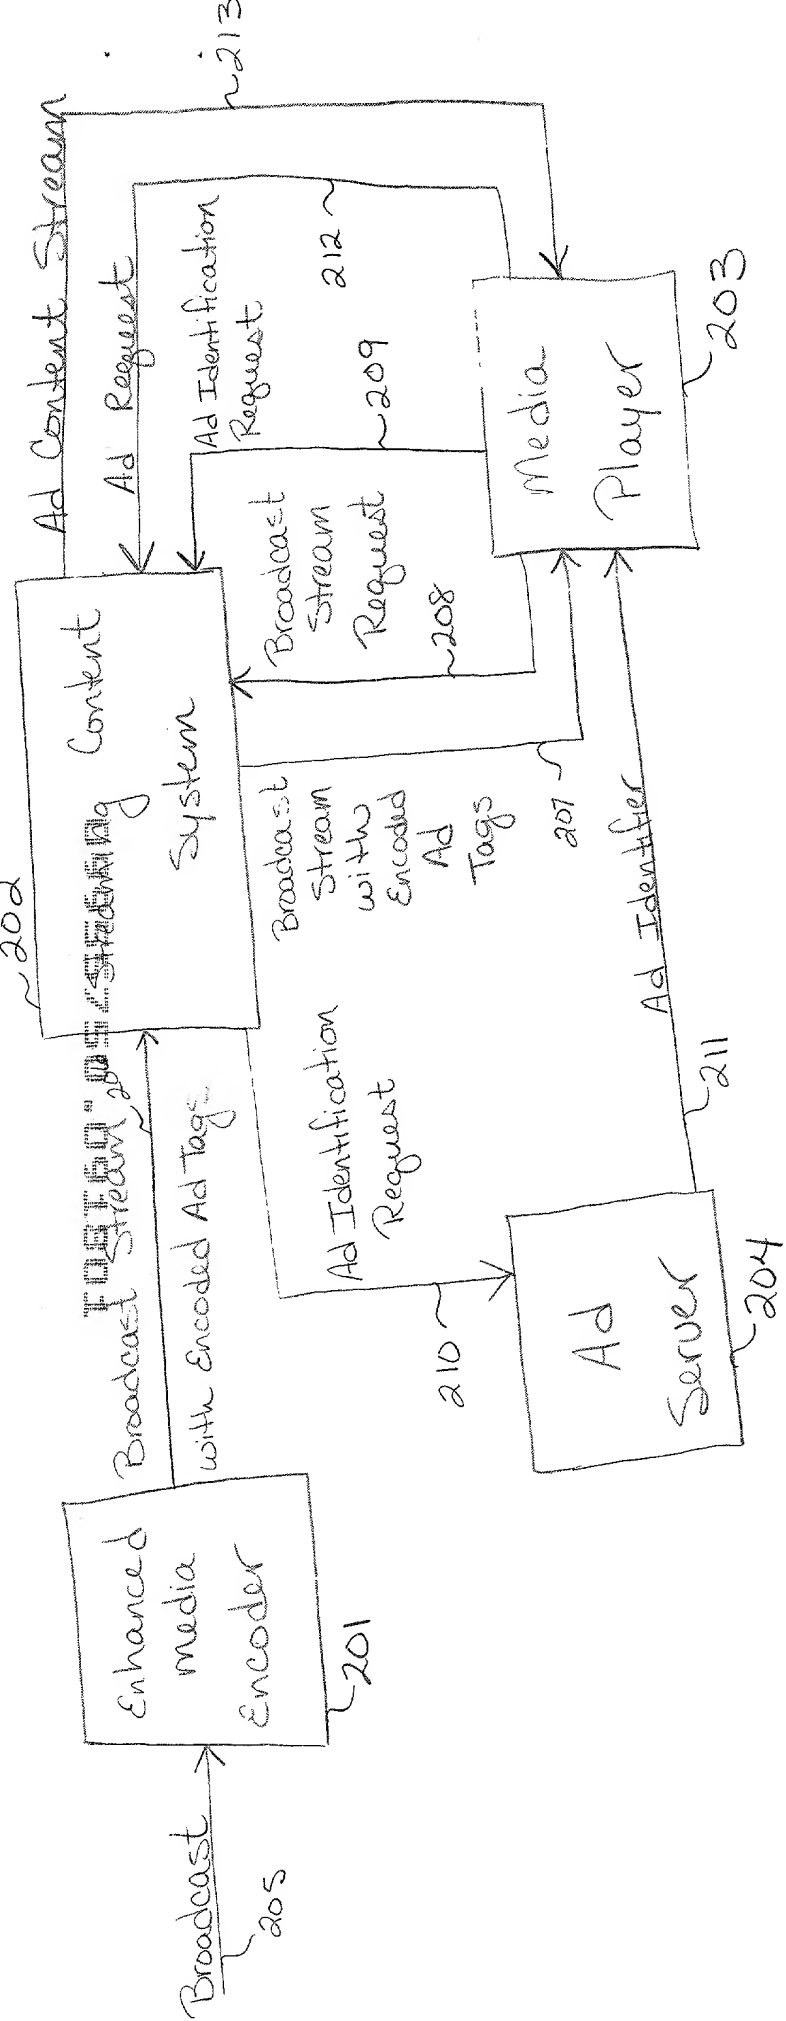 Broadcast
205
Enhanced
Media
Encoder
201
Broadcast Stream
206
with Encoded Ad Tags
202
Streaming Content
System
Ad Identification
Request
210
Ad
Server
204
Ad Identifier
211
Broadcast
Stream
with
Encoded
Ad
Tags
207
Broadcast
Stream
Request
208
Ad Identification
Request
209
Ad Request
212
Ad Content Stream
213
Media
Player
203